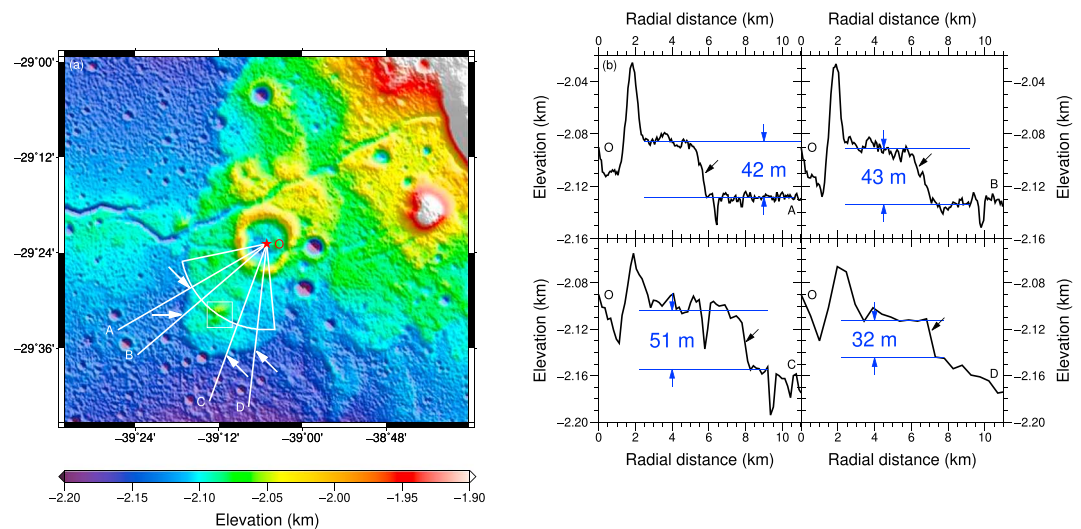 (a)
−29°00'
−29°12'
−29°24'
−29°36'
O
A
B
C
D
−39°24'
−39°12'
−39°00'
−38°48'
−2.20
−2.15
−2.10
−2.05
−2.00
−1.95
−1.90
Elevation (km)
Radial distance (km)
Radial distance (km)
0 2 4 6 8 10
0 2 4 6 8 10
(b)
O
42 m
A
O
43 m
B
Elevation (km)
−2.04
−2.08
−2.12
−2.16
Elevation (km)
−2.04
−2.08
−2.12
−2.16
O
51 m
C
O
32 m
D
Elevation (km)
−2.08
−2.12
−2.16
−2.20
Elevation (km)
−2.08
−2.12
−2.16
−2.20
0 2 4 6 8 10
0 2 4 6 8 10
Radial distance (km)
Radial distance (km)